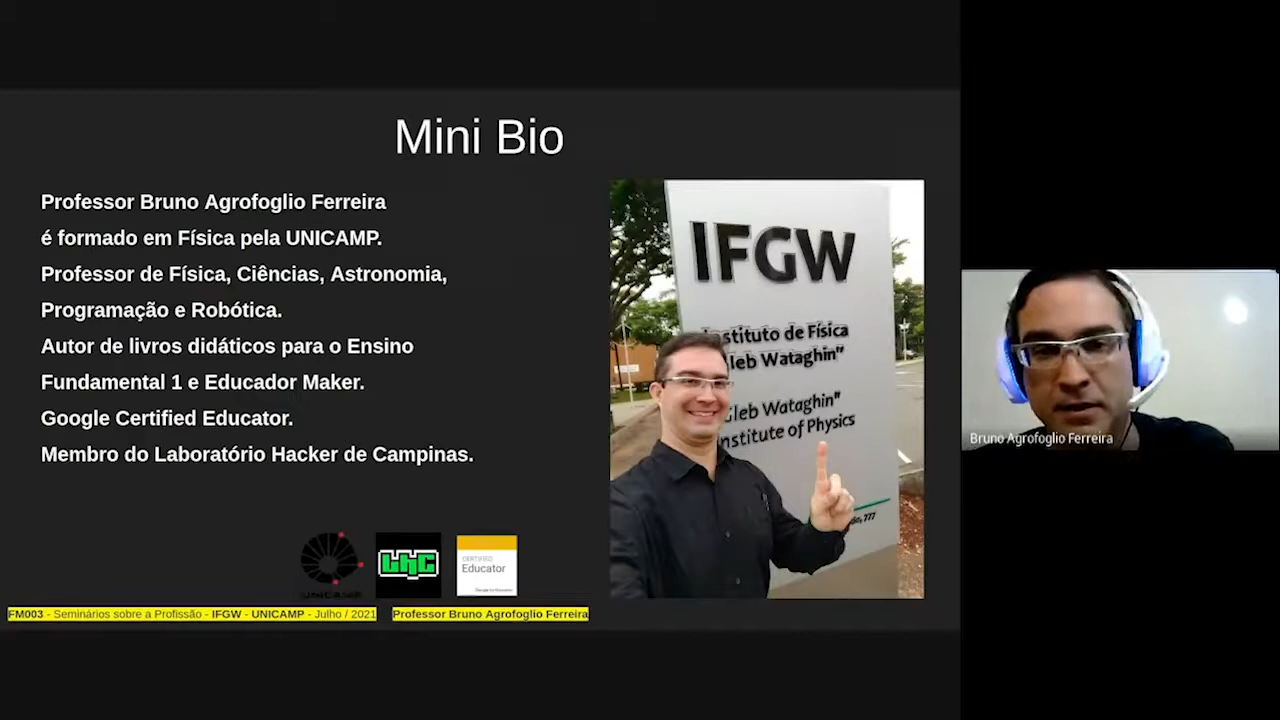 Mini Bio
Professor Bruno Agrofoglio Ferreira
é formado em Física pela UNICAMP.
Professor de Física, Ciências, Astronomia,
Programação e Robótica.
Autor de livros didáticos para o Ensino
Fundamental 1 e Educador Maker.
Google Certified Educator.
Membro do Laboratório Hacker de Campinas.
IFGW
Instituto de Física
Gleb Wataghin"
Gleb Wataghin"
Institute of Physics
777
Bruno Agrofoglio Ferreira
UNICAMP
LHC
CERTIFIED
Educator
FM003 - Seminários sobre a Profissão - IFGW - UNICAMP - Julho / 2021
Professor Bruno Agrofoglio Ferreira